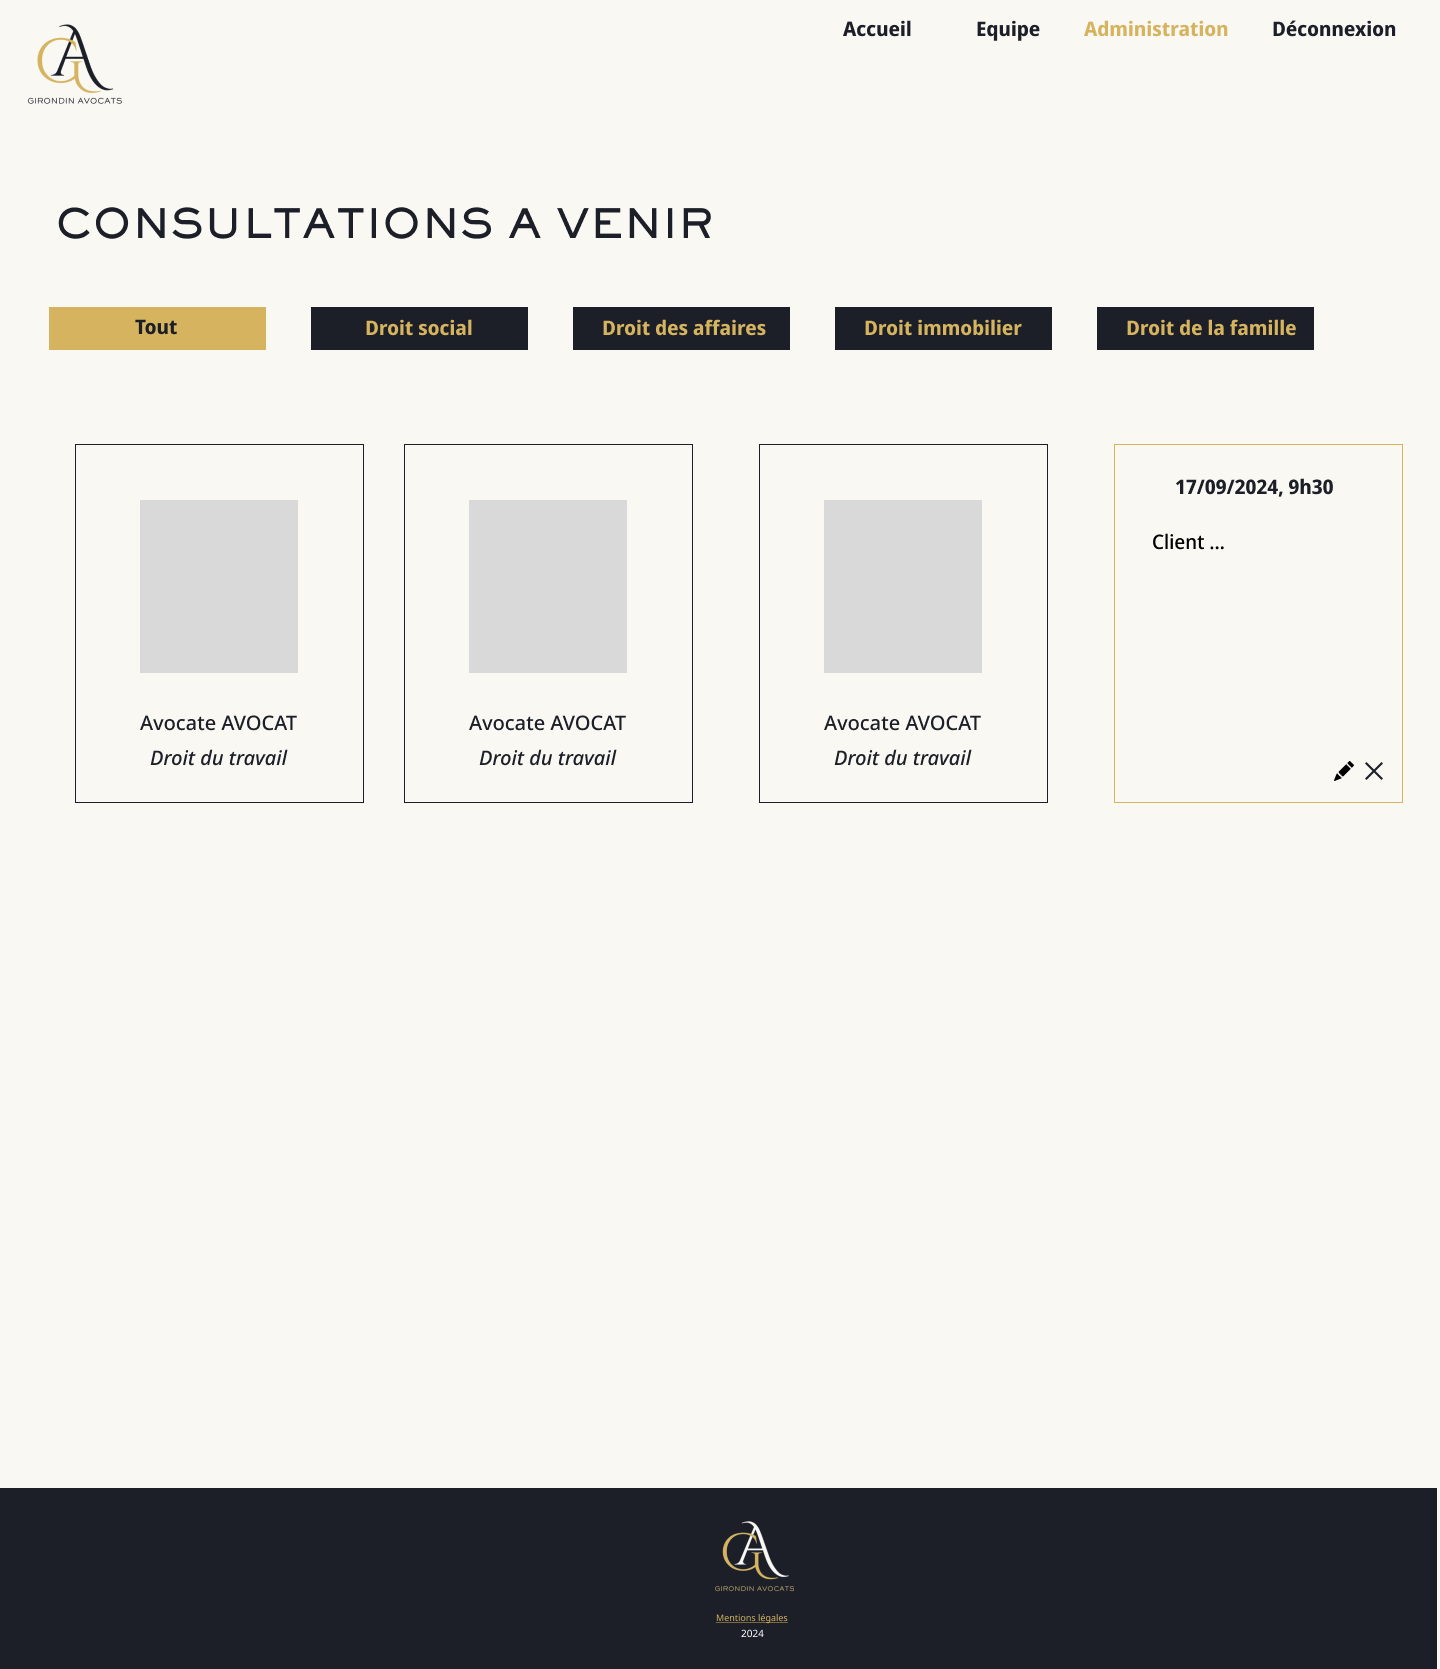 Accueil Equipe Administration Déconnexion
GIRONDIN AVOCATS
CONSULTATIONS A VENIR
Tout Droit social Droit des affaires Droit immobilier Droit de la famille
Avocate AVOCAT
Droit du travail
Avocate AVOCAT
Droit du travail
Avocate AVOCAT
Droit du travail
17/09/2024, 9h30
Client ...
GIRONDIN AVOCATS
Mentions légales
2024